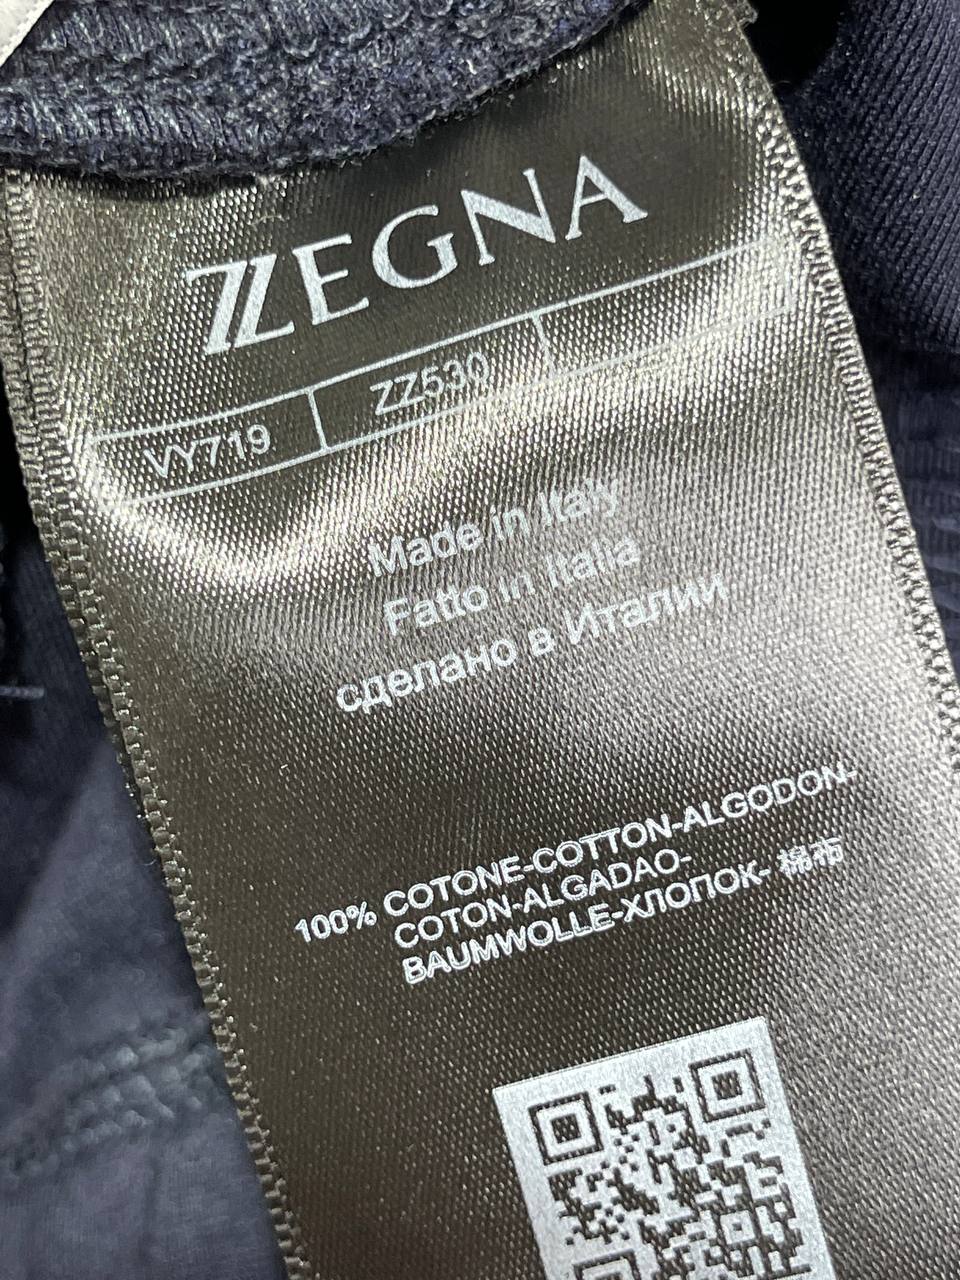 ZZEGNA
VY719 ZZ530
Made in Italy
Fatto in Italia
сделано в Италии
100% COTONE-COTTON-ALGODON-
COTON-ALGADAO-
BAUMWOLLE-ХЛОПОК- 棉布